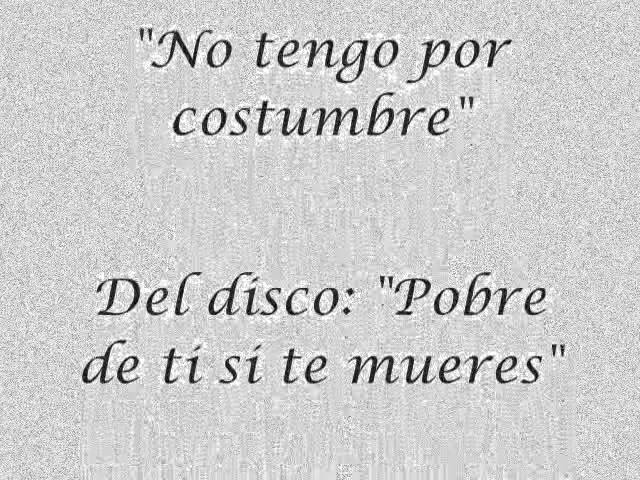 "No tengo por
costumbre"
Del disco: "Pobre
de ti si te mueres"